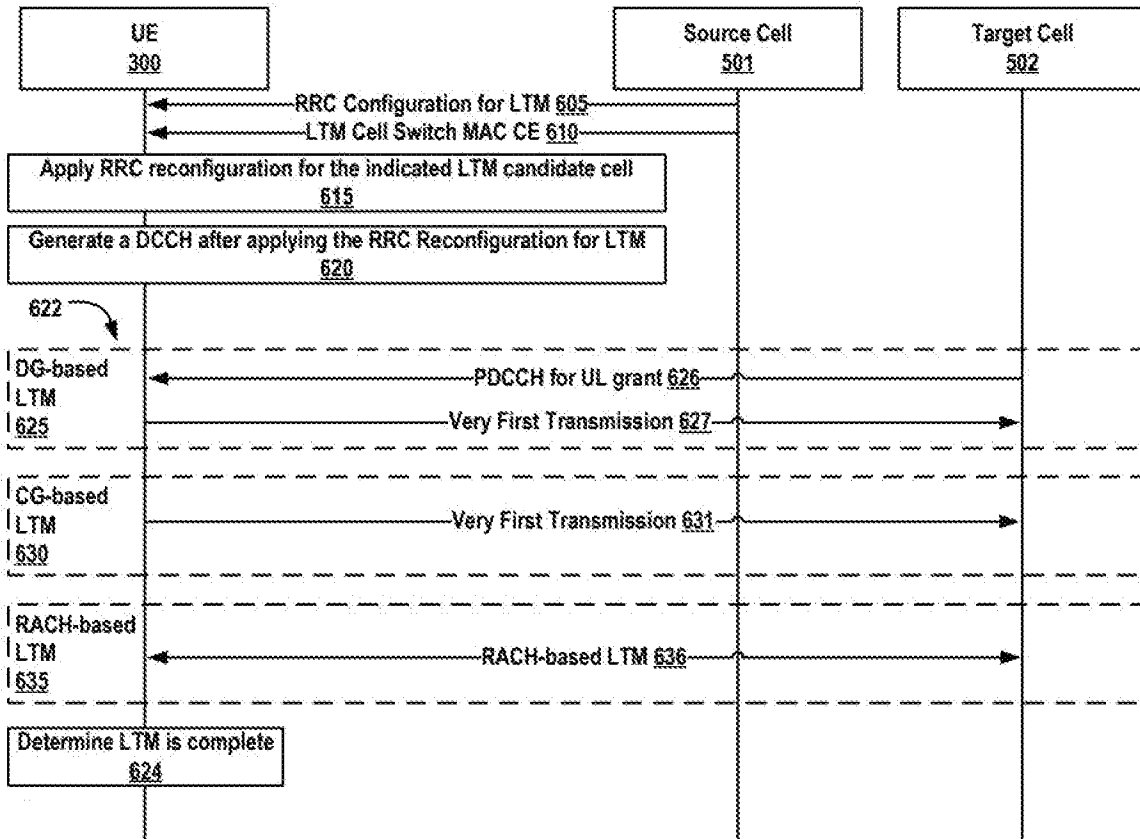 UE
300
Source Cell
501
Target Cell
502
RRC Configuration for LTM 605
LTM Cell Switch MAC CE 610
Apply RRC reconfiguration for the indicated LTM candidate cell
615
Generate a DCCH after applying the RRC Reconfiguration for LTM
620
622
DG-based
LTM
625
PDCCH for UL grant 626
Very First Transmission 627
CG-based
LTM
630
Very First Transmission 631
RACH-based
LTM
635
RACH-based LTM 636
Determine LTM is complete
624